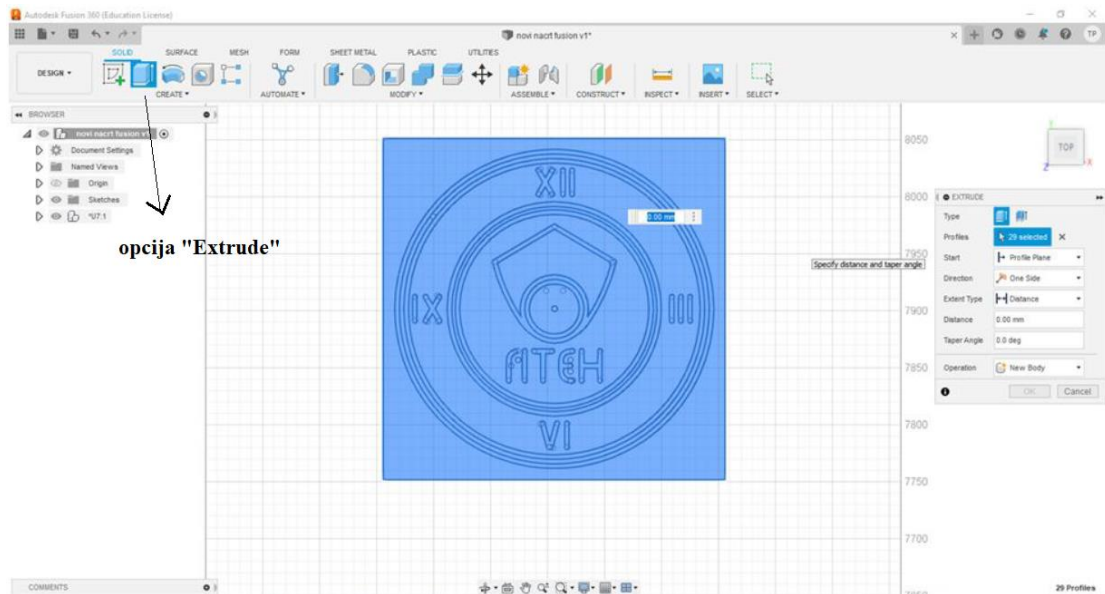 Autodesk Fusion 360 (Education License)
novi nacrt fusion v1*
TP
SOLID
SURFACE
MESH
FORM
SHEET METAL
PLASTIC
UTILITIES
DESIGN
CREATE
AUTOMATE
MODIFY
ASSEMBLE
CONSTRUCT
INSPECT
INSERT
SELECT
BROWSER
novi nacrt fusion v1
Document Settings
Named Views
Origin
Sketches
opcija "Extrude"
XII
III
VI
IX
ATEH
0.00 mm
Specify distance and taper angle
8050
8000
7950
7900
7850
7800
7750
7700
TOP
X
Z
EXTRUDE
Type
Profiles 29 selected
Start Profile Plane
Direction One Side
Extent Type Distance
Distance 0.00 mm
Taper Angle 0.0 deg
Operation New Body
OK Cancel
COMMENTS
29 Profiles